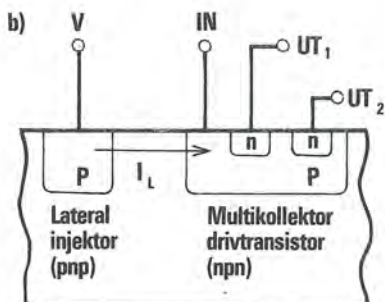 b)
V
IN
UT1
UT2
n
n
P
IL
P
Lateral
injektor
(pnp)
Multikollektor
drivtransistor
(npn)